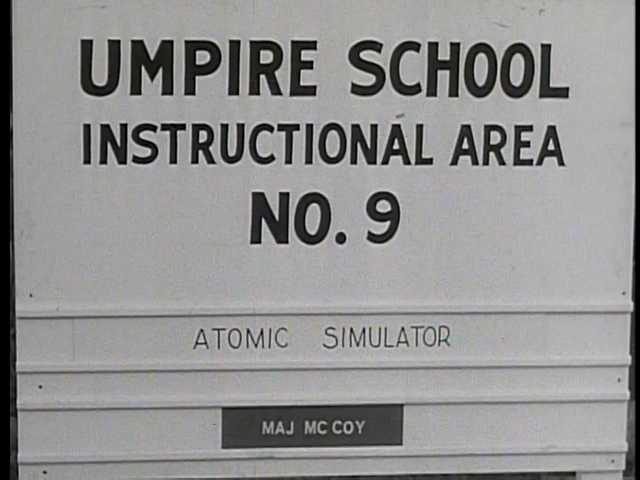 UMPIRE SCHOOL
INSTRUCTIONAL AREA
NO. 9
ATOMIC SIMULATOR
MAJ MC COY